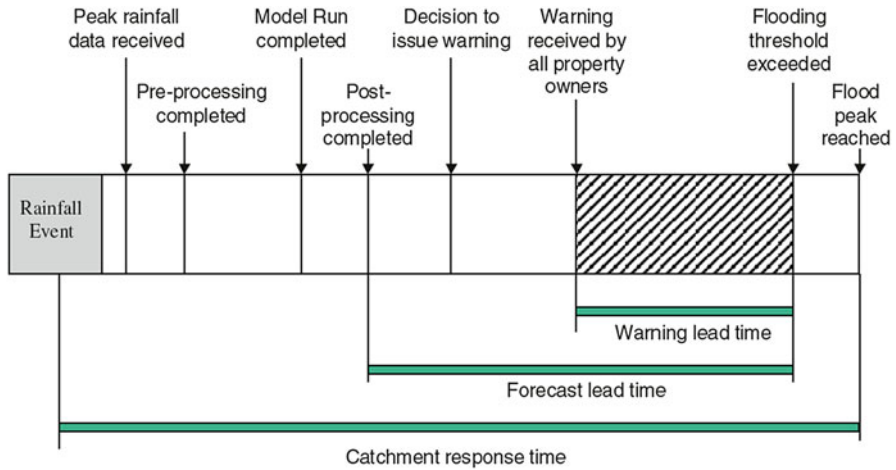 Peak rainfall
data received
Model Run
completed
Decision to
issue warning
Warning
received by
all property
owners
Flooding
threshold
exceeded
Pre-processing
completed
Post-
processing
completed
Flood
peak
reached
Rainfall
Event
Warning lead time
Forecast lead time
Catchment response time